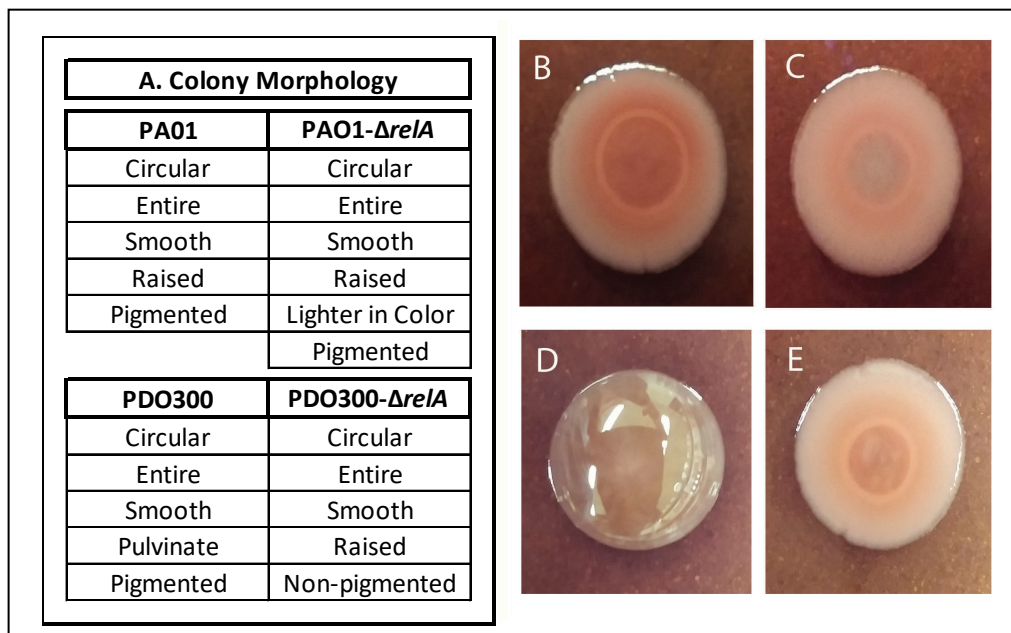 A. Colony Morphology
PA01 PAO1-ΔrelA
Circular Circular
Entire Entire
Smooth Smooth
Raised Raised
Pigmented Lighter in Color
Pigmented
PDO300 PDO300-ΔrelA
Circular Circular
Entire Entire
Smooth Smooth
Pulvinate Raised
Pigmented Non-pigmented
B
C
D
E